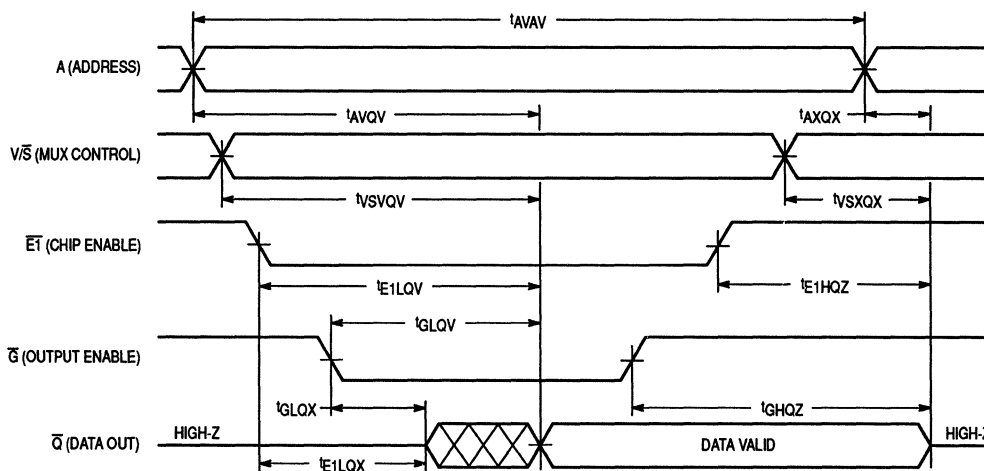 tAVAV
A (ADDRESS)
tAVQV
tAXQX
V/S̅ (MUX CONTROL)
tVSVQV
tVSXQX
E̅1̅ (CHIP ENABLE)
tE1LQV
tE1HQZ
tGLQV
G̅ (OUTPUT ENABLE)
tGLQX
tGHQZ
Q̅ (DATA OUT)
HIGH-Z
DATA VALID
HIGH-Z
tE1LQX